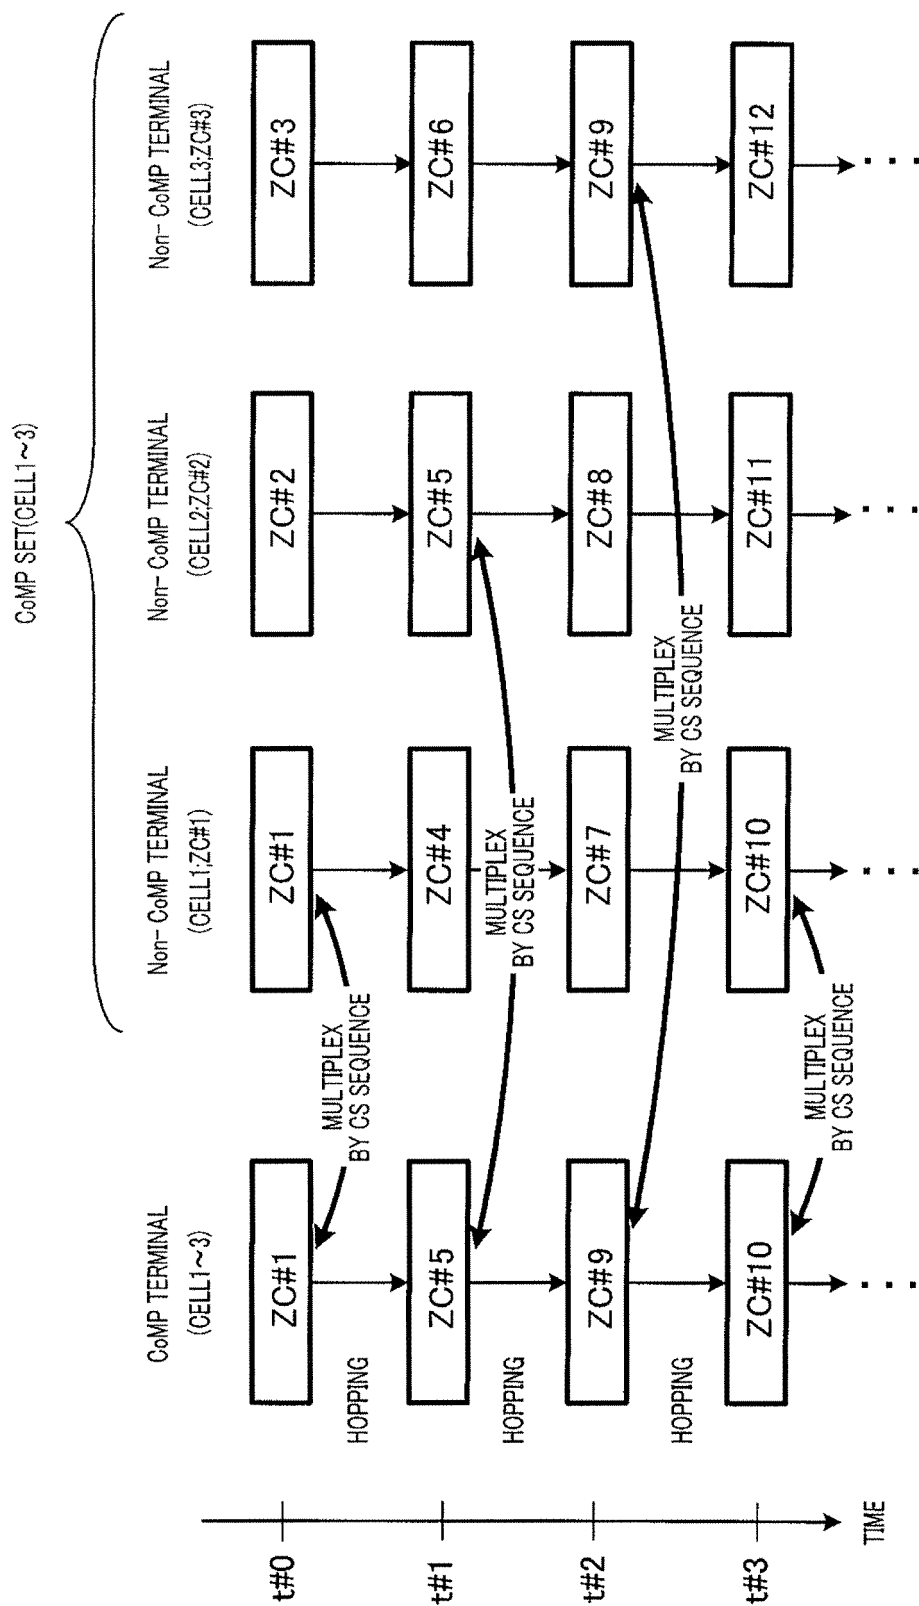 CoMP SET(CELL1~3)
CoMP TERMINAL
(CELL1~3)
Non- CoMP TERMINAL
(CELL1;ZC#1)
Non- CoMP TERMINAL
(CELL2;ZC#2)
Non- CoMP TERMINAL
(CELL3;ZC#3)
t#0
ZC#1
ZC#1
ZC#2
ZC#3
HOPPING
MULTIPLEX
BY CS SEQUENCE
t#1
ZC#5
ZC#4
ZC#5
ZC#6
HOPPING
MULTIPLEX
BY CS SEQUENCE
t#2
ZC#9
ZC#7
ZC#8
ZC#9
HOPPING
MULTIPLEX
BY CS SEQUENCE
t#3
ZC#10
ZC#10
ZC#11
ZC#12
MULTIPLEX
BY CS SEQUENCE
TIME